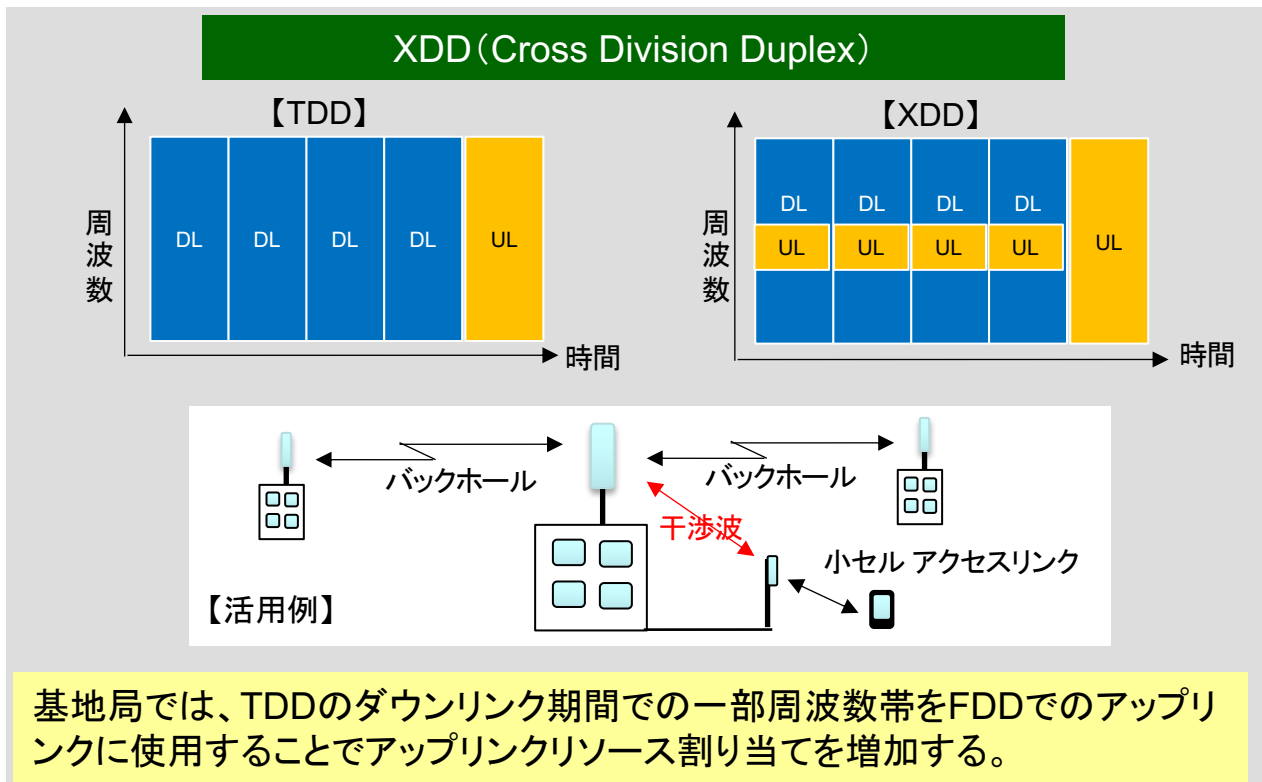 XDD（Cross Division Duplex）
【TDD】
周波数
DL DL DL DL UL
時間
【XDD】
周波数
DL DL DL DL
UL UL UL UL UL
時間
バックホール バックホール
干渉波
小セル アクセスリンク
【活用例】
基地局では、TDDのダウンリンク期間での一部周波数帯をFDDでのアップリ
ンクに使用することでアップリンクリソース割り当てを増加する。